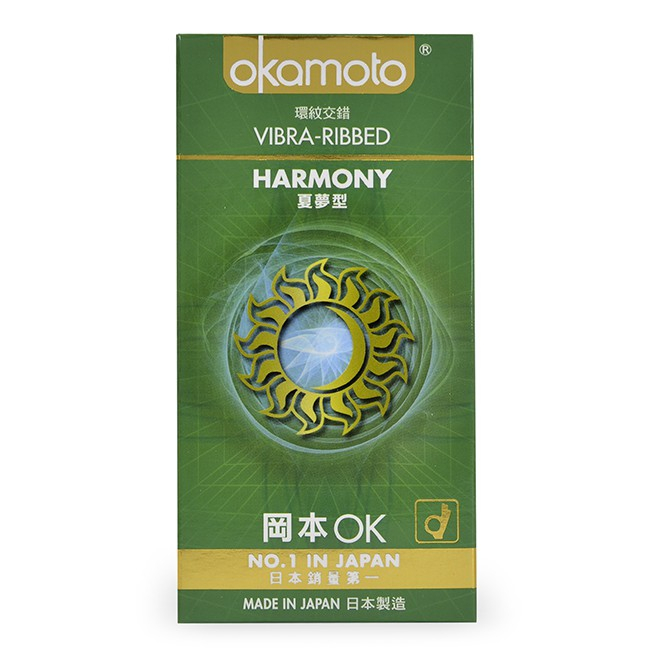 okamoto®
環紋交錯
VIBRA-RIBBED
HARMONY
夏夢型
岡本OK
NO.1 IN JAPAN
日本銷量第一
MADE IN JAPAN 日本製造